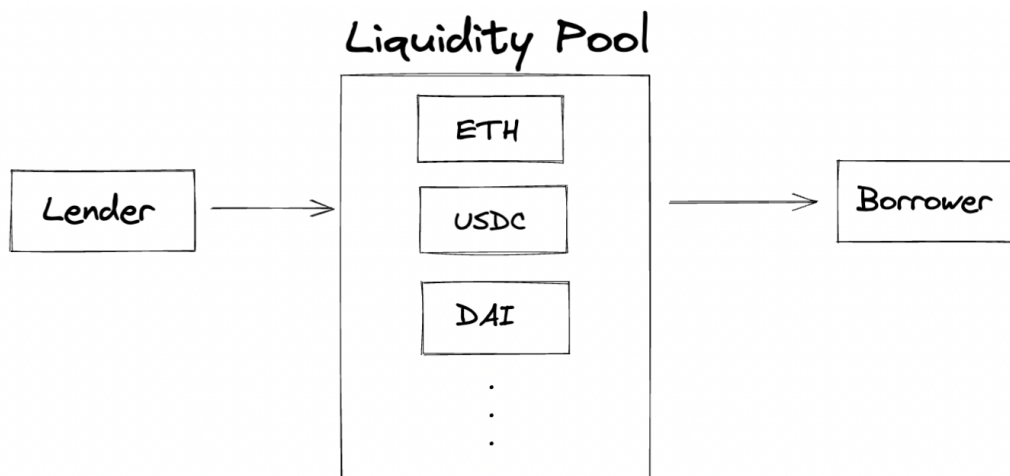 Liquidity Pool
Lender
ETH
USDC
DAI
Borrower